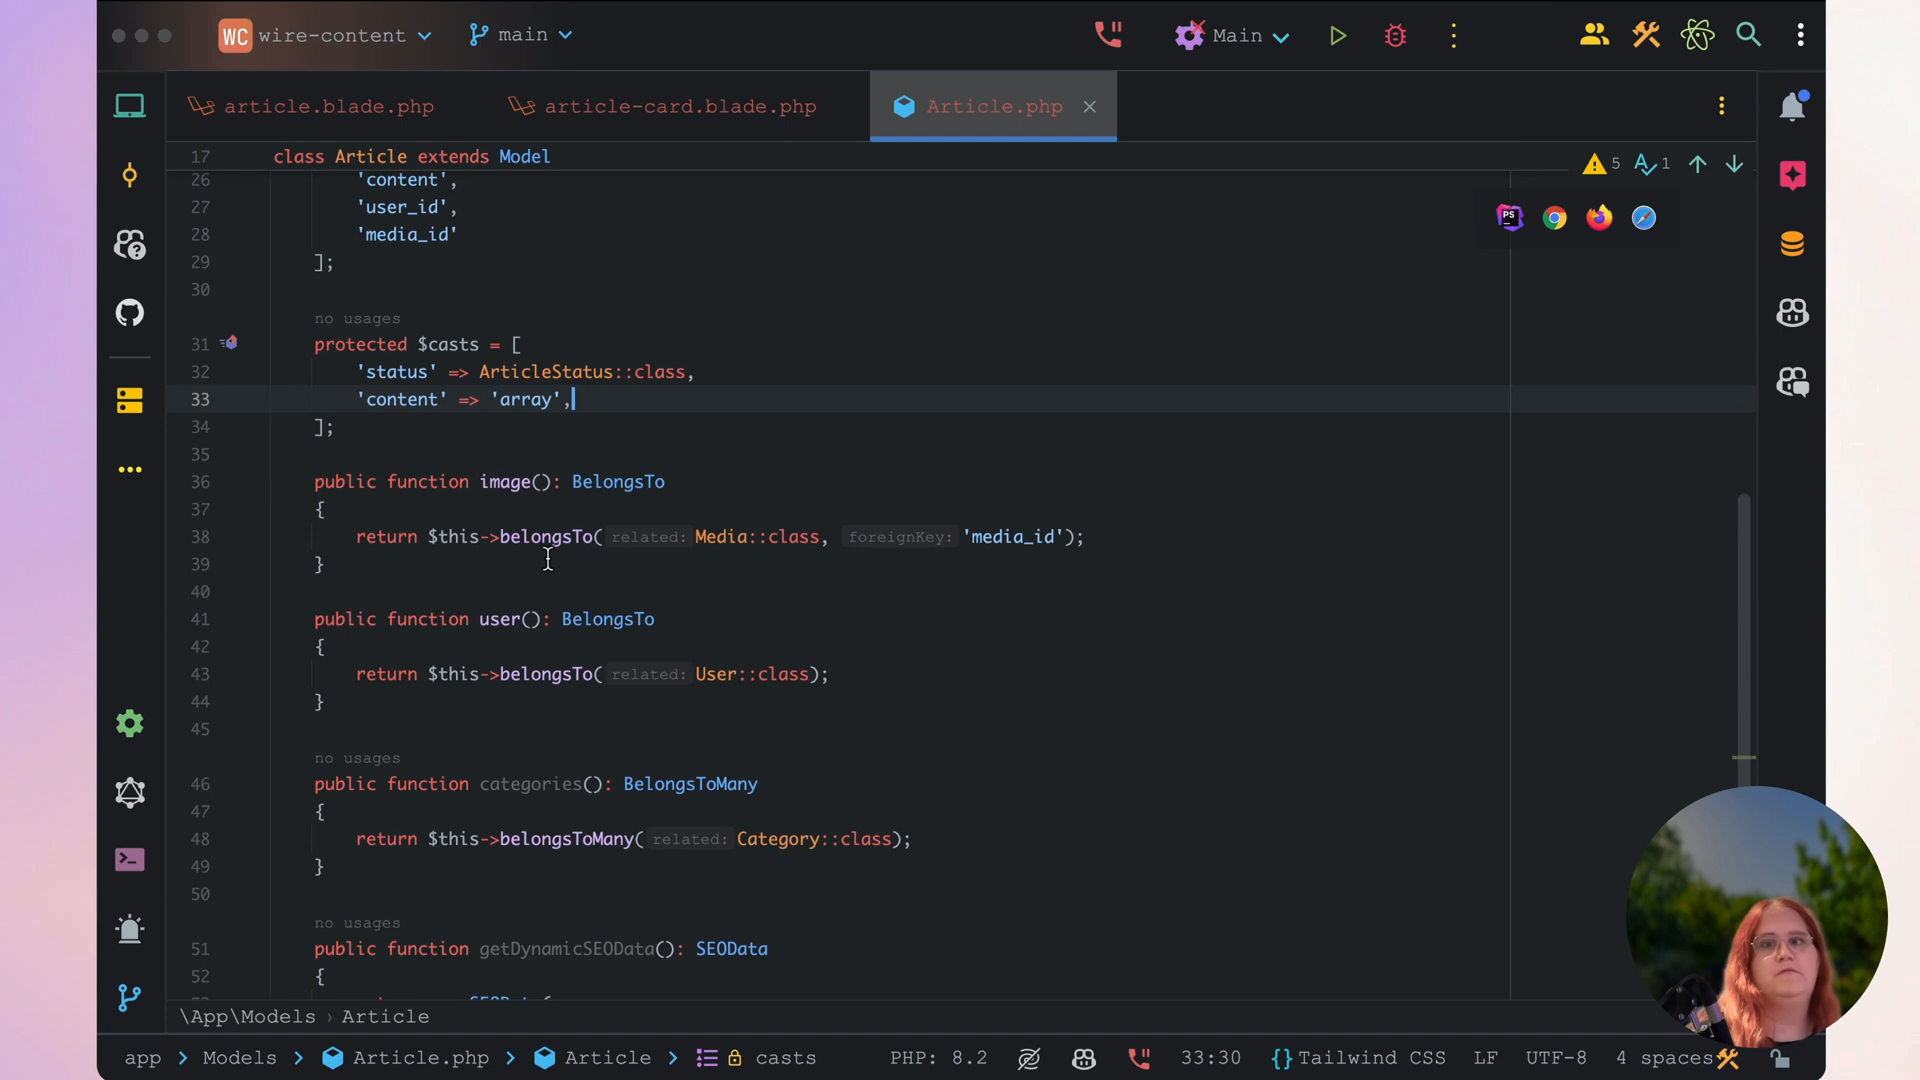 WC wire-content main Main
article.blade.php article-card.blade.php Article.php
17 class Article extends Model 5 1
26 'content',
27 'user_id',
28 'media_id'
29 ];
30
no usages
31 protected $casts = [
32 'status' => ArticleStatus::class,
33 'content' => 'array',
34 ];
35
36 public function image(): BelongsTo
37 {
38 return $this->belongsTo( related: Media::class, foreignKey: 'media_id');
39 }
40
41 public function user(): BelongsTo
42 {
43 return $this->belongsTo( related: User::class);
44 }
45
no usages
46 public function categories(): BelongsToMany
47 {
48 return $this->belongsToMany( related: Category::class);
49 }
50
no usages
51 public function getDynamicSEOData(): SEOData
52 {
\App\Models › Article
app > Models > Article.php > Article > casts PHP: 8.2 33:30 {} Tailwind CSS LF UTF-8 4 spaces